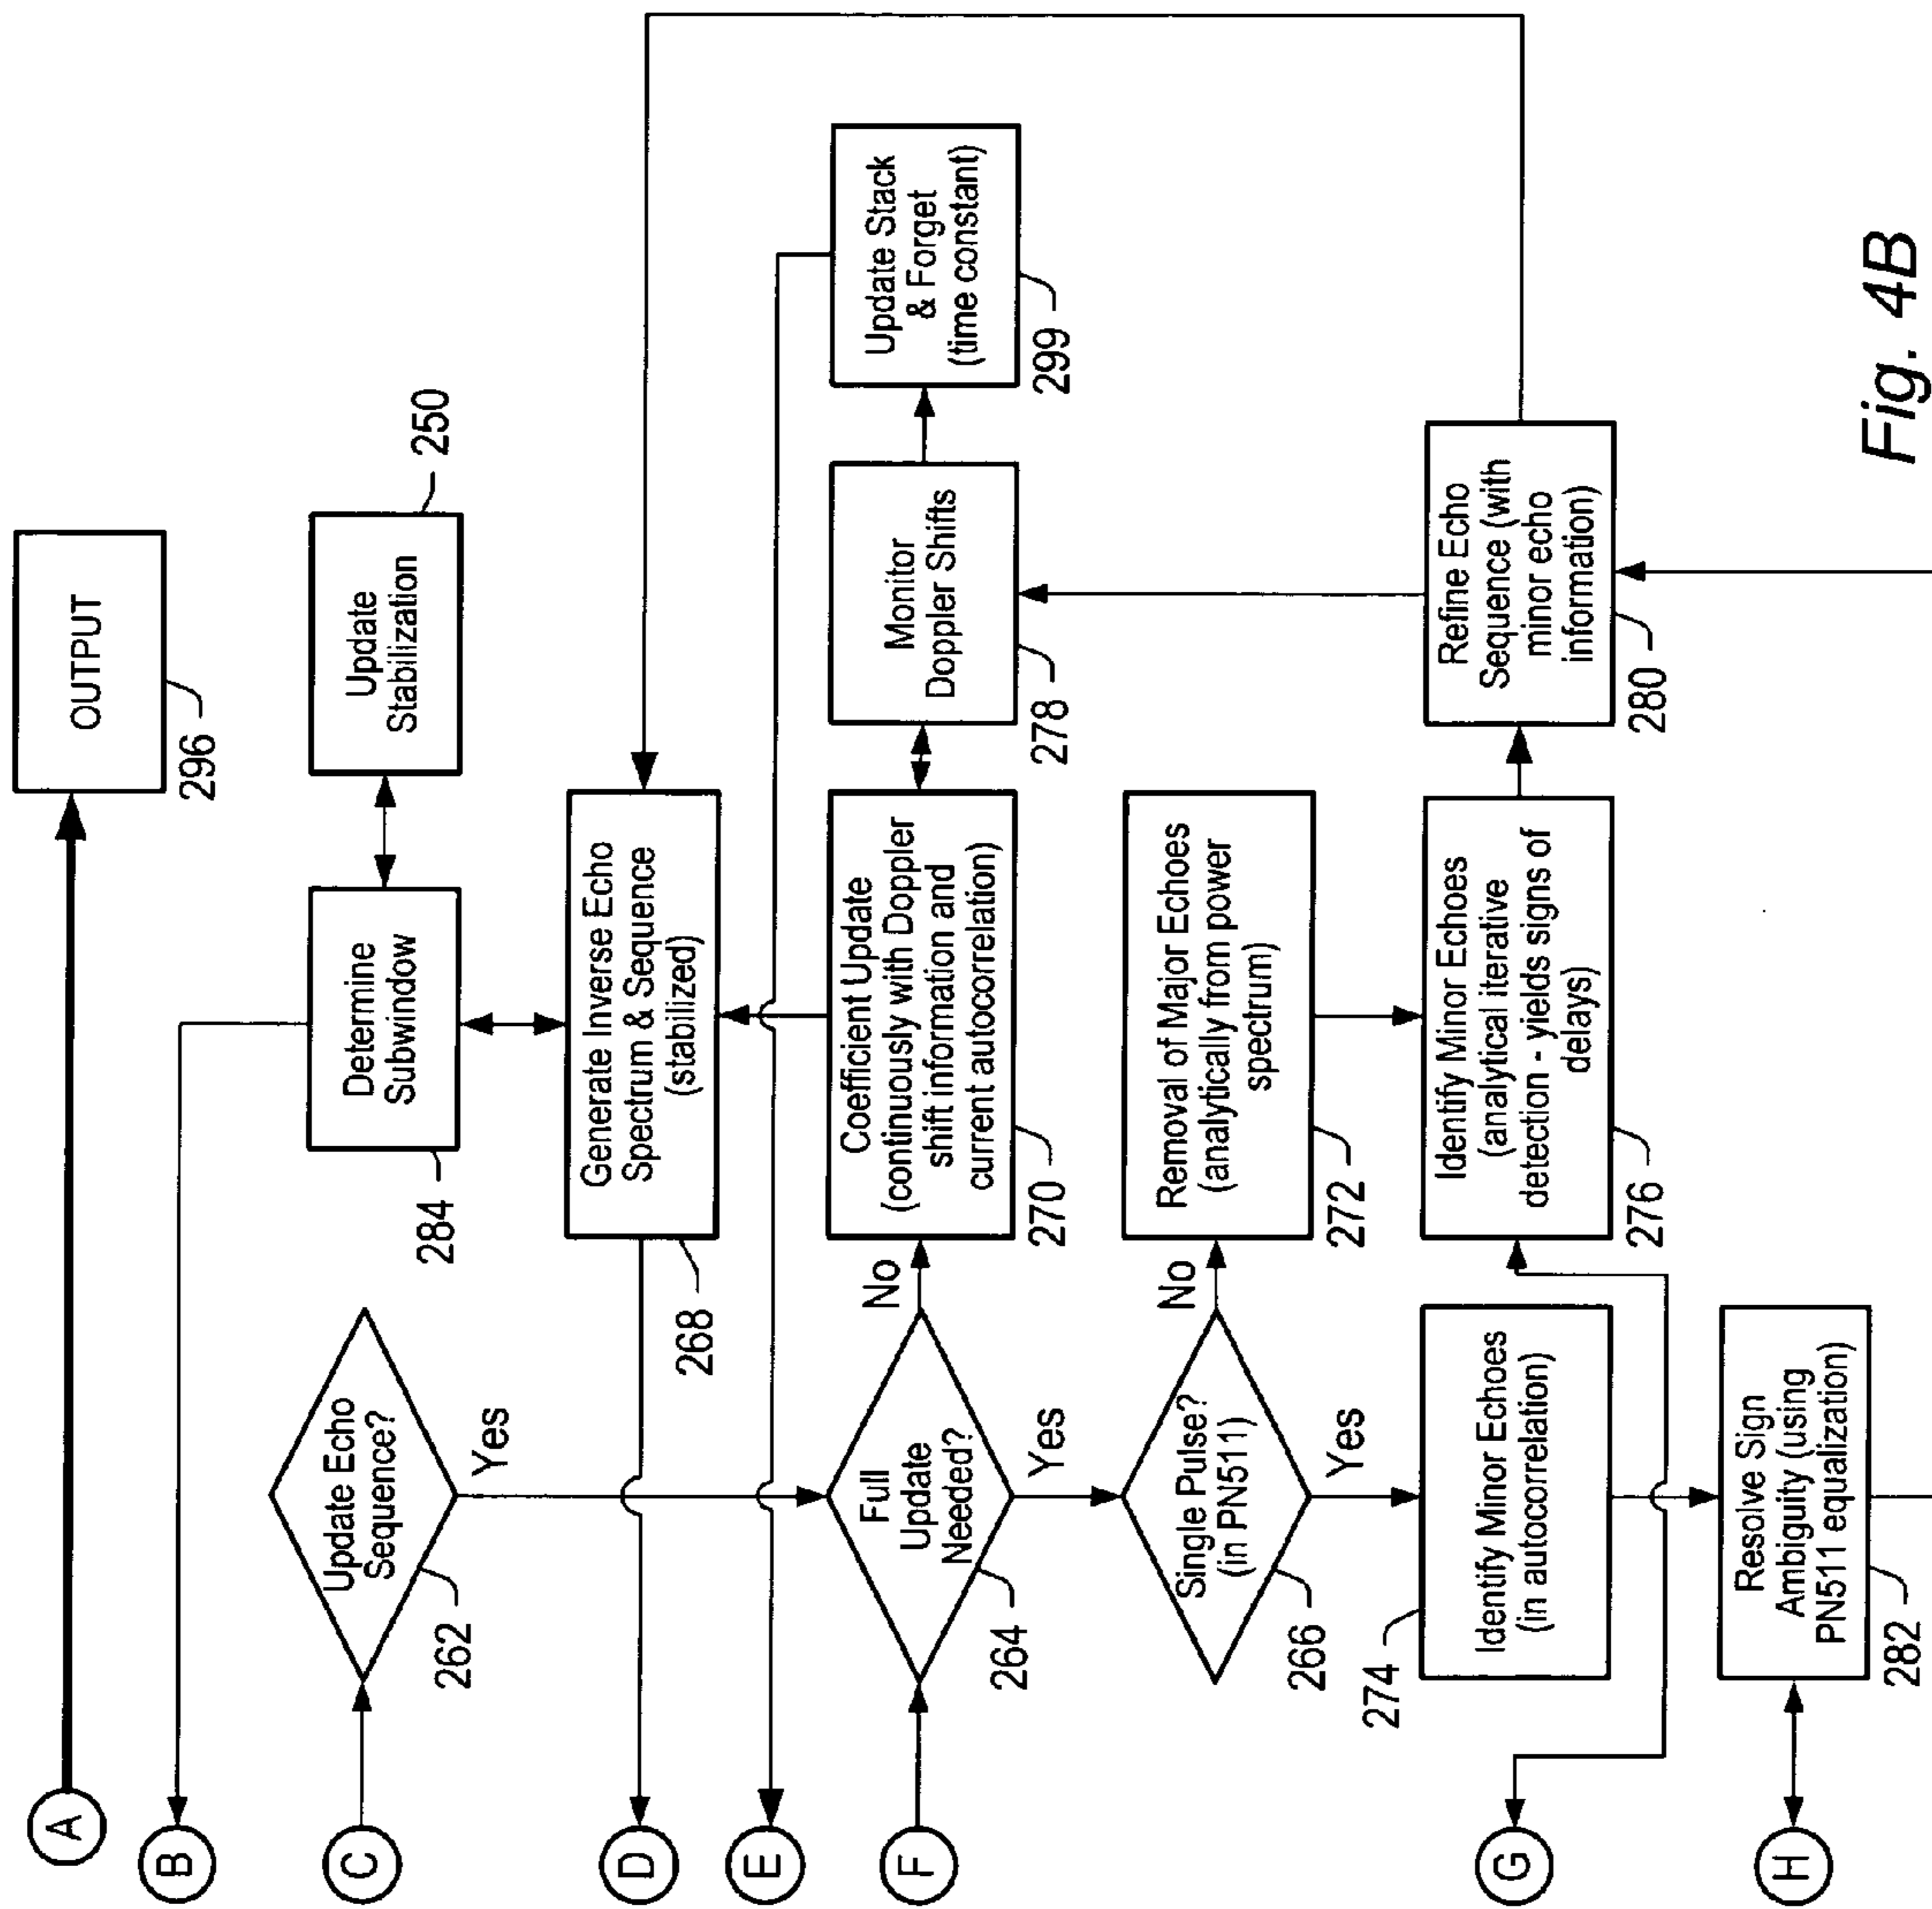 A
OUTPUT
296
B
Determine
Subwindow
284
Update
Stabilization
250
C
Update Echo
Sequence?
262
Yes
D
Generate Inverse Echo
Spectrum & Sequence
(stabilized)
268
E
F
Full
Update
Needed?
264
No
Yes
Coefficient Update
(continuously with Doppler
shift information and
current autocorrelation)
270
Monitor
Doppler Shifts
278
Update Stack
& Forget
(time constant)
299
Single Pulse?
(in PN511)
266
No
Yes
Removal of Major Echoes
(analytically from power
spectrum)
272
G
Identify Minor Echoes
(in autocorrelation)
274
Identify Minor Echoes
(analytical iterative
detection - yields signs of
delays)
276
Refine Echo
Sequence (with
minor echo
information)
280
H
Resolve Sign
Ambiguity (using
PN511 equalization)
282
Fig. 4B